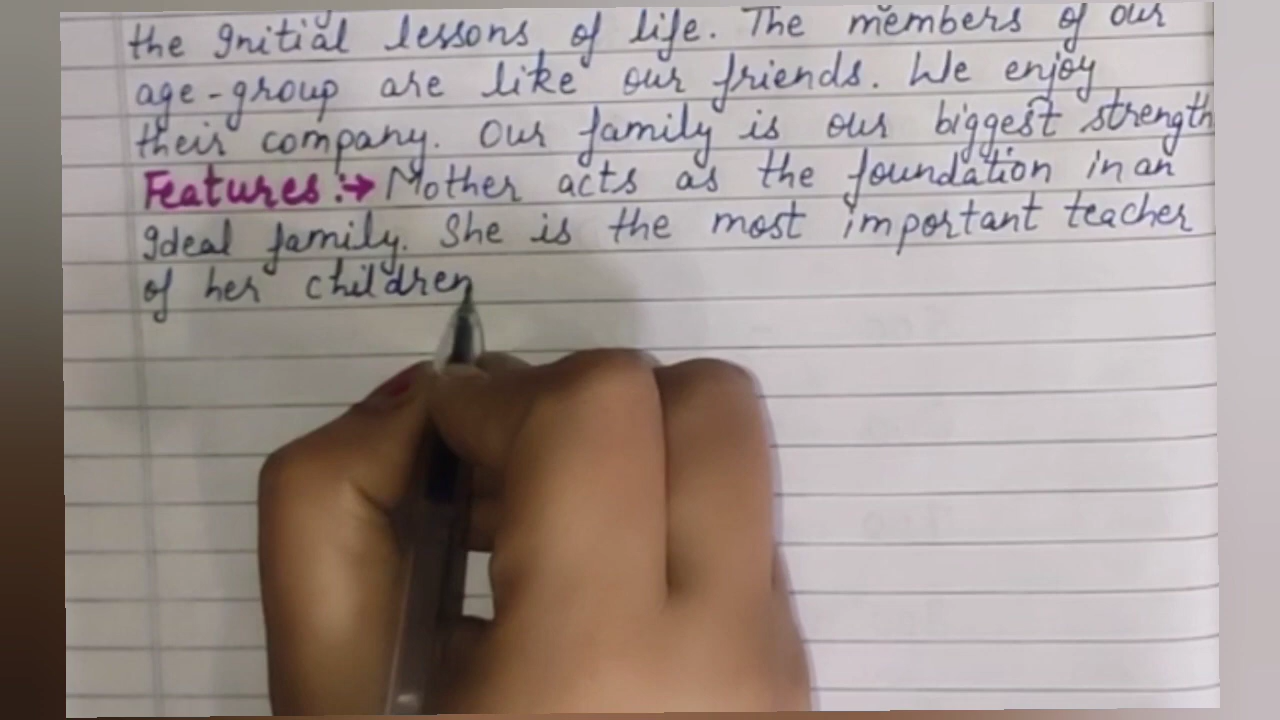 the Initial lessons of life. The members of our
age-group are like our friends. We enjoy
their company. Our family is our biggest strength
Features :→ Mother acts as the foundation in an
Ideal family. She is the most important teacher
of her children